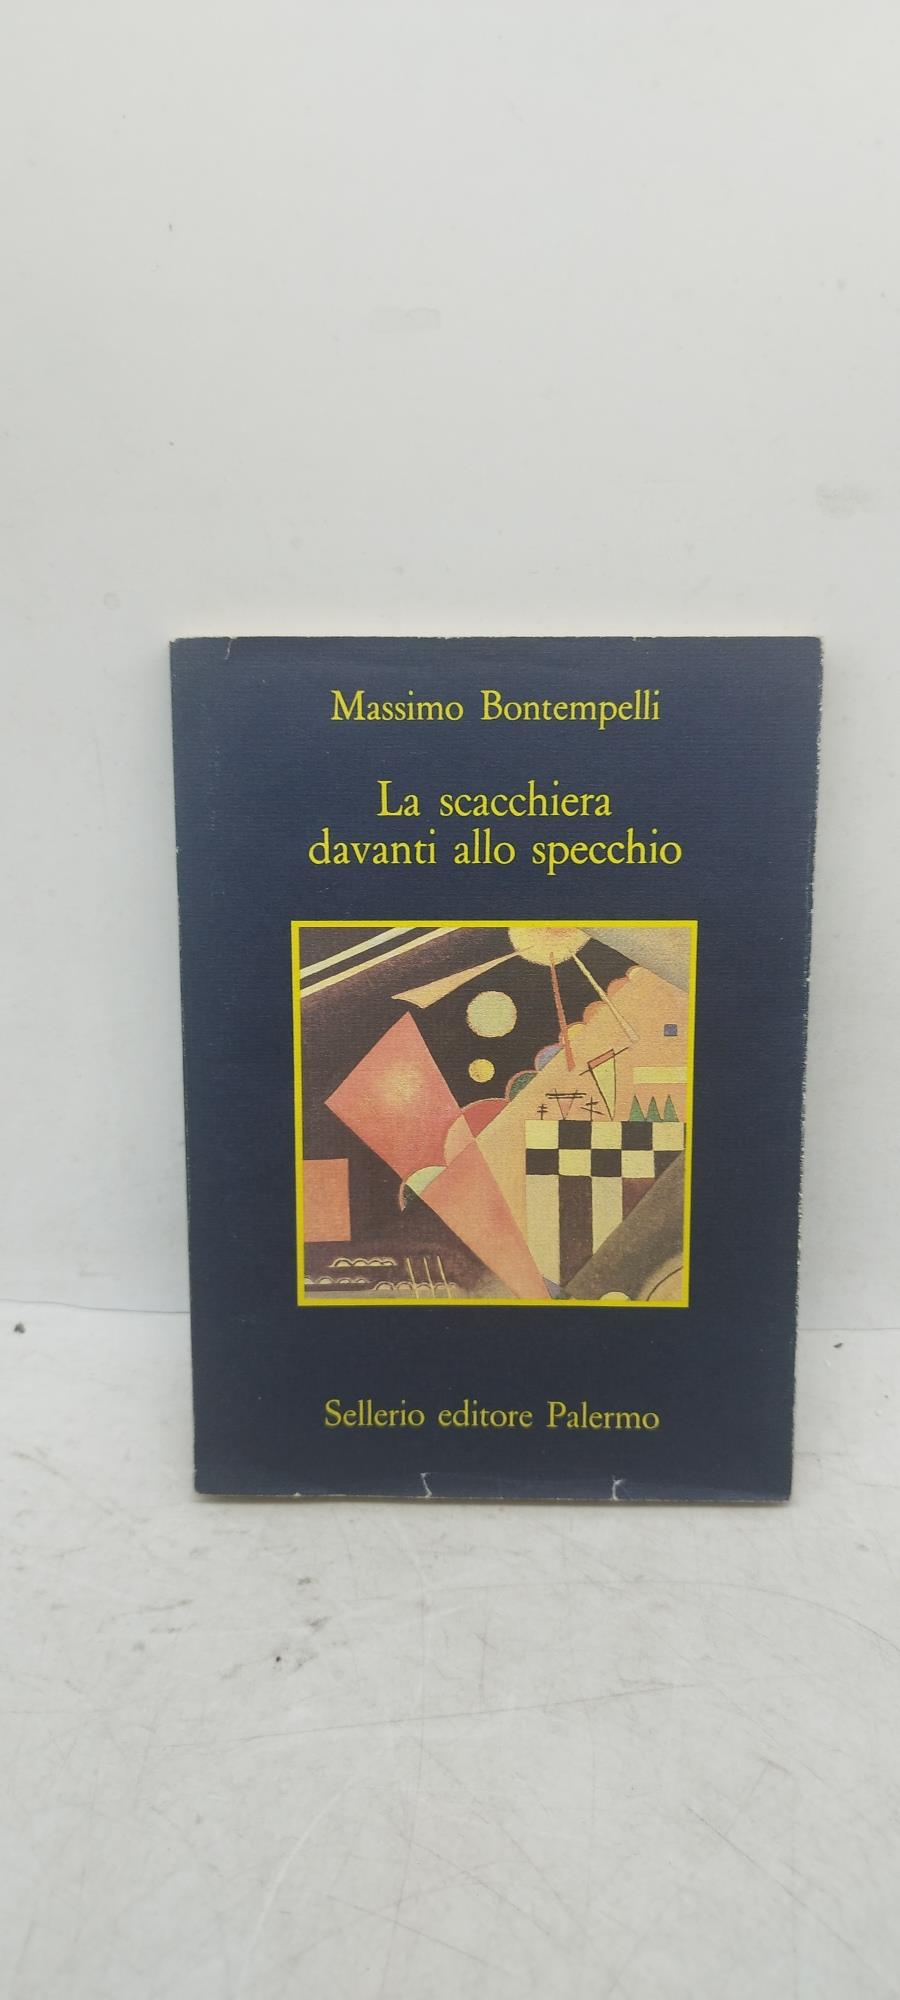 Massimo Bontempelli
La scacchiera
davanti allo specchio
Sellerio editore Palermo